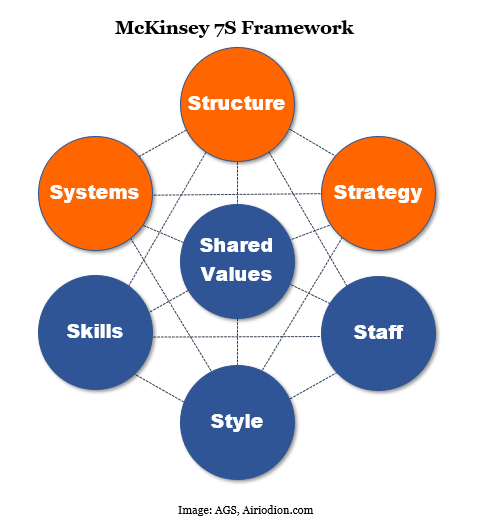 McKinsey 7S Framework
Structure
Systems
Strategy
Shared
Values
Skills
Staff
Style
Image: AGS, Airiodion.com